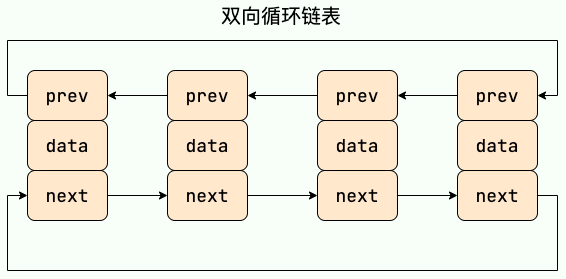 双向循环链表
prev prev prev prev
data data data data
next next next next